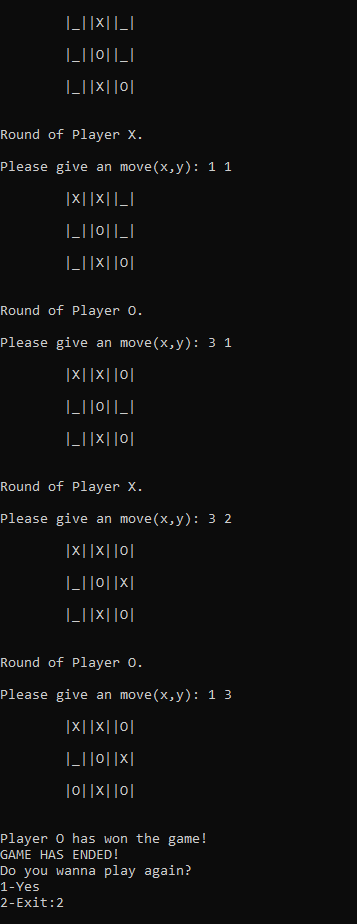 |_||X||_|
|_||O||_|
|_||X||O|
Round of Player X.
Please give an move(x,y): 1 1
|X||X||_|
|_||O||_|
|_||X||O|
Round of Player O.
Please give an move(x,y): 3 1
|X||X||O|
|_||O||_|
|_||X||O|
Round of Player X.
Please give an move(x,y): 3 2
|X||X||O|
|_||O||X|
|_||X||O|
Round of Player O.
Please give an move(x,y): 1 3
|X||X||O|
|_||O||X|
|O||X||O|
Player O has won the game!
GAME HAS ENDED!
Do you wanna play again?
1-Yes
2-Exit:2